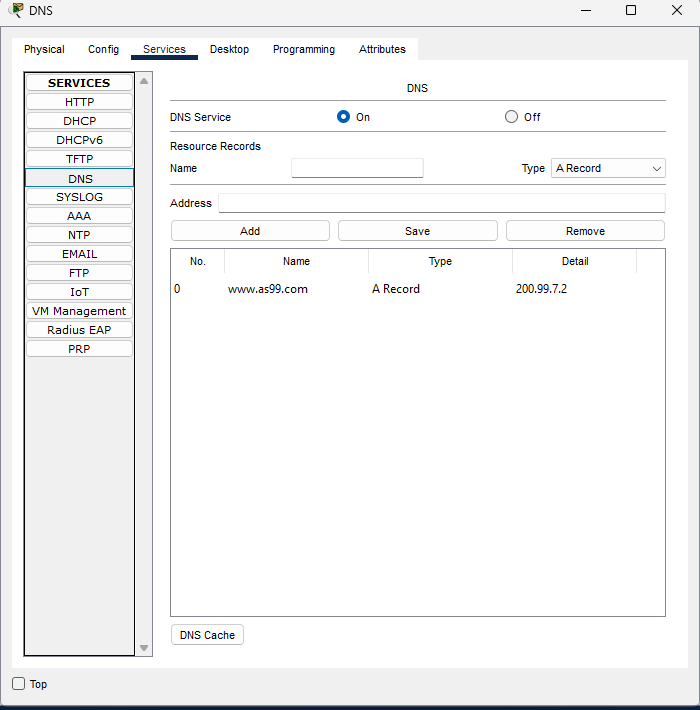 DNS
Physical Config Services Desktop Programming Attributes
SERVICES
HTTP
DHCP
DHCPv6
TFTP
DNS
SYSLOG
AAA
NTP
EMAIL
FTP
IoT
VM Management
Radius EAP
PRP
DNS
DNS Service On Off
Resource Records
Name Type A Record
Address
Add Save Remove
No. Name Type Detail
0 www.as99.com A Record 200.99.7.2
DNS Cache
Top